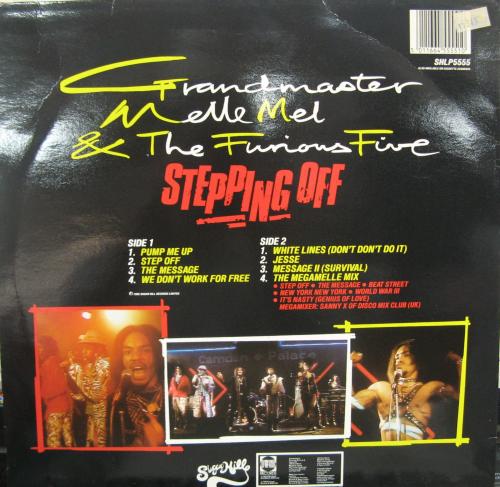 SHLP5555
Grandmaster
Melle Mel
& The Furious Five
STEPPING OFF
SIDE 1
1. PUMP ME UP
2. STEP OFF
3. THE MESSAGE
4. WE DON'T WORK FOR FREE
SIDE 2
1. WHITE LINES (DON'T DON'T DO IT)
2. JESSE
3. MESSAGE II (SURVIVAL)
4. THE MEGAMELLE MIX
• STEP OFF • THE MESSAGE • BEAT STREET
• NEW YORK NEW YORK • WORLD WAR III
• IT'S NASTY (GENIUS OF LOVE)
MEGAMIXER: SANNY X OF DISCO MIX CLUB (UK)
Camden Palace
Sugar Hill